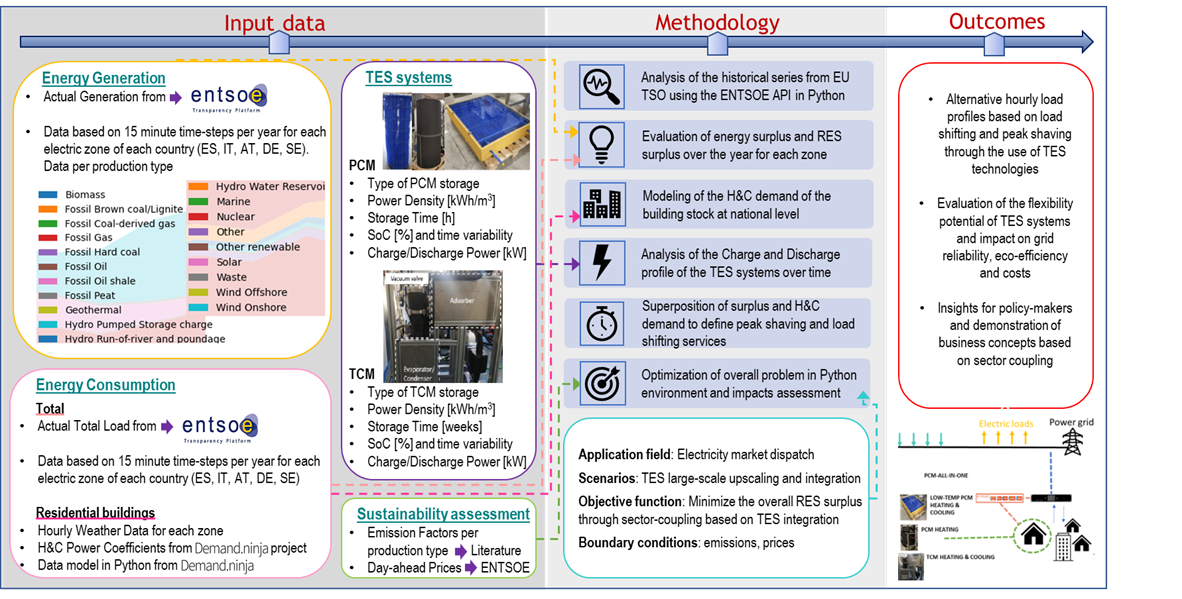 Input data
Methodology
Outcomes
Energy Generation
• Actual Generation from
entsoe
Transparency Platform
• Data based on 15 minute time-steps per year for each
electric zone of each country (ES, IT, AT, DE, SE).
Data per production type
Biomass
Fossil Brown coal/Lignite
Fossil Coal-derived gas
Fossil Gas
Fossil Hard coal
Fossil Oil
Fossil Oil shale
Fossil Peat
Geothermal
Hydro Pumped Storage charge
Hydro Run-of-river and poundage
Hydro Water Reservoi
Marine
Nuclear
Other
Other renewable
Solar
Waste
Wind Offshore
Wind Onshore
Energy Consumption
Total
• Actual Total Load from
entsoe
Transparency Platform
• Data based on 15 minute time-steps per year for each
electric zone of each country (ES, IT, AT, DE, SE)
Residential buildings
• Hourly Weather Data for each zone
• H&C Power Coefficients from Demand.ninja project
• Data model in Python from Demand.ninja
TES systems
PCM
• Type of PCM storage
• Power Density [kWh/m³]
• Storage Time [h]
• SoC [%] and time variability
• Charge/Discharge Power [kW]
Vacuum valve
Adsorber
Evaporator/
Condenser
TCM
• Type of TCM storage
• Power Density [kWh/m³]
• Storage Time [weeks]
• SoC [%] and time variability
• Charge/Discharge Power [kW]
Sustainability assessment
• Emission Factors per
production type Literature
• Day-ahead Prices ENTSOE
Analysis of the historical series from EU
TSO using the ENTSOE API in Python
Evaluation of energy surplus and RES
surplus over the year for each zone
Modeling of the H&C demand of the
building stock at national level
Analysis of the Charge and Discharge
profile of the TES systems over time
Superposition of surplus and H&C
demand to define peak shaving and load
shifting services
Optimization of overall problem in Python
environment and impacts assessment
Application field: Electricity market dispatch
Scenarios: TES large-scale upscaling and integration
Objective function: Minimize the overall RES surplus
through sector-coupling based on TES integration
Boundary conditions: emissions, prices
• Alternative hourly load
profiles based on load
shifting and peak shaving
through the use of TES
technologies
• Evaluation of the flexibility
potential of TES systems
and impact on grid
reliability, eco-efficiency
and costs
• Insights for policy-makers
and demonstration of
business concepts based
on sector coupling
Electric loads
Power grid
PCM-ALL-IN-ONE
LOW-TEMP PCM
HEATING &
COOLING
PCM HEATING
TCM HEATING & COOLING